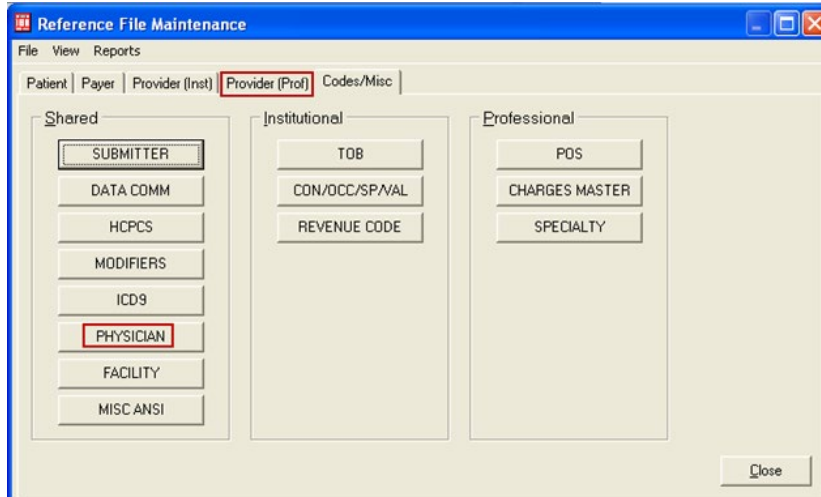 Reference File Maintenance
File View Reports
Patient Payer Provider (Inst) Provider (Prof) Codes/Misc
Shared
SUBMITTER
DATA COMM
HCPCS
MODIFIERS
ICD9
PHYSICIAN
FACILITY
MISC ANSI
Institutional
TOB
CON/OCC/SP/VAL
REVENUE CODE
Professional
POS
CHARGES MASTER
SPECIALTY
Close